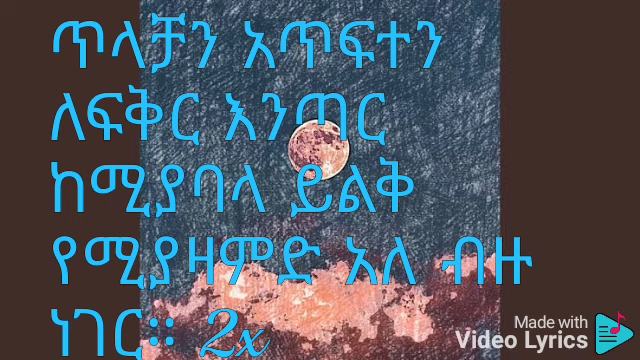 ጥላቻን አጥፍተን
ለፍቅር እንጣር
ከሚያባላ ይልቅ
የሚያዛምድ አለ ብዙ
ነገር። 2x
Made with
Video Lyrics